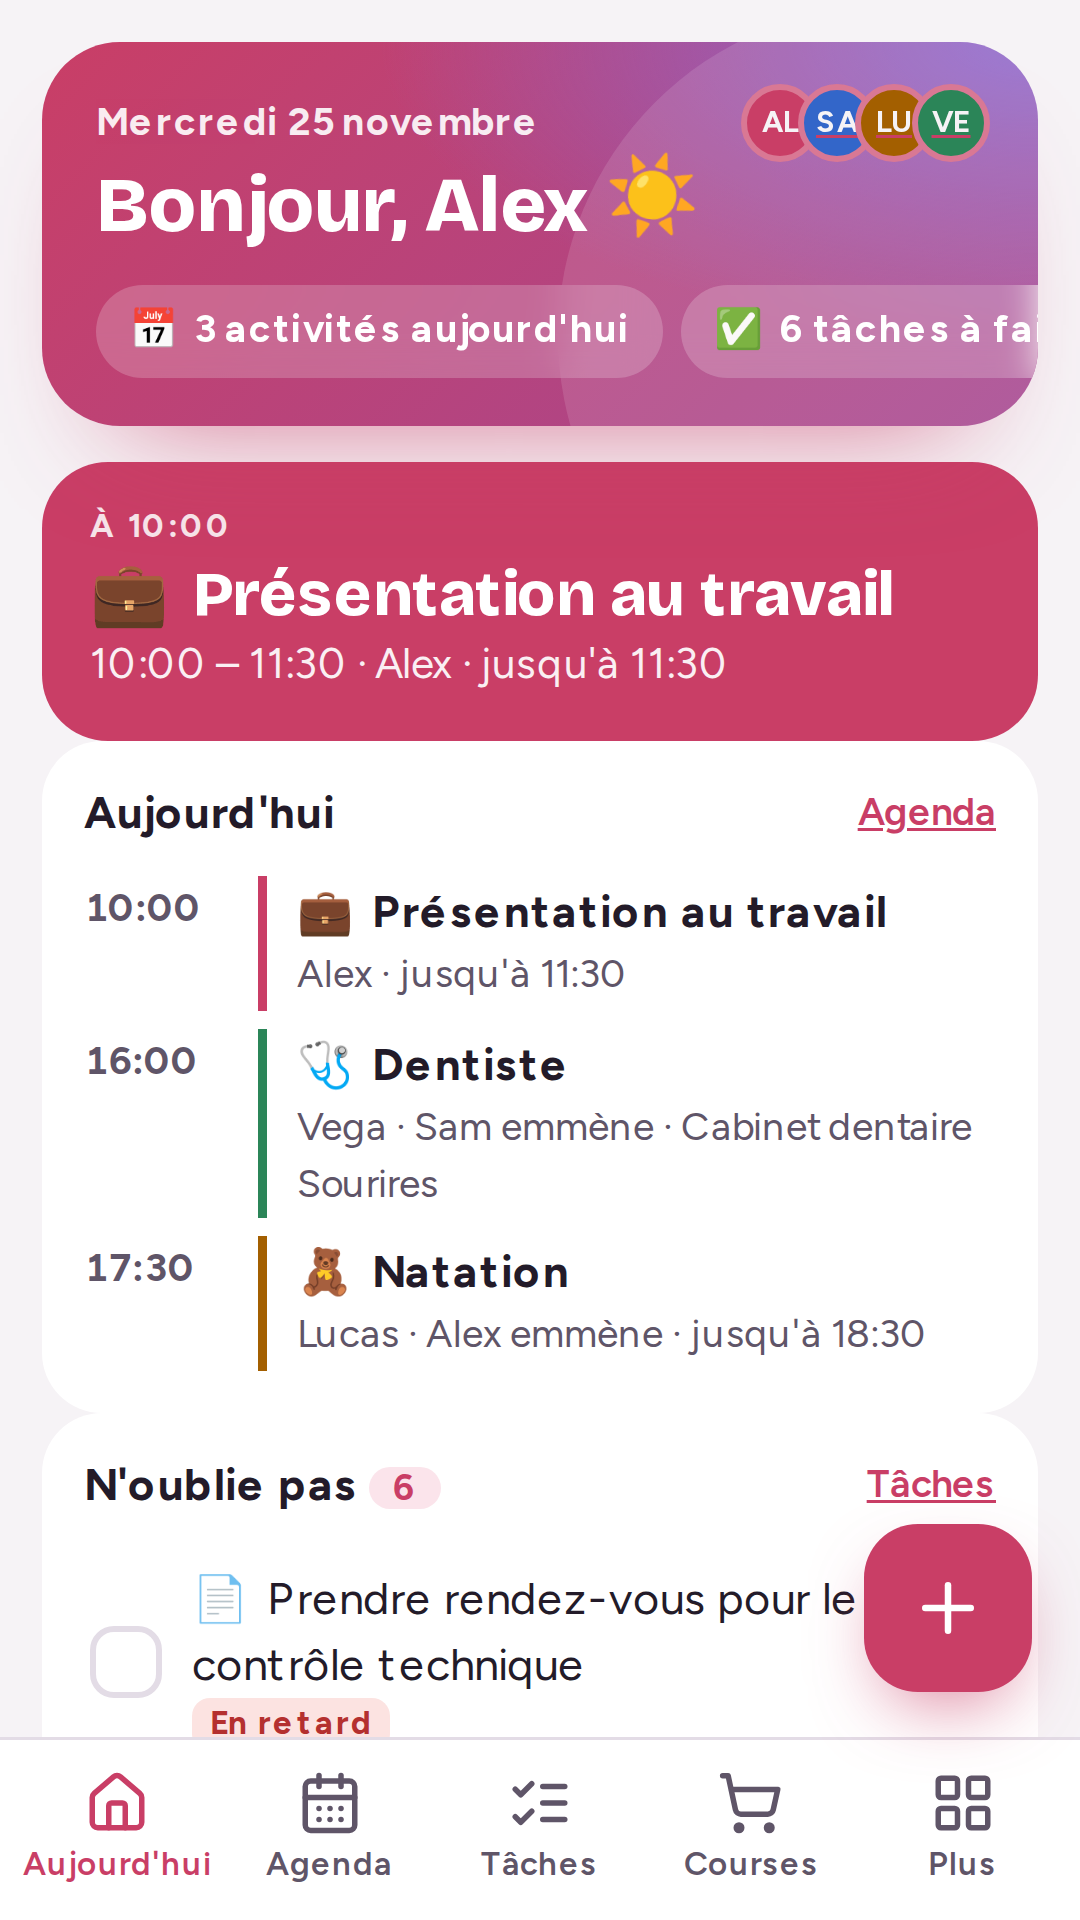 Mercredi 25 novembre
AL SA LU VE
Bonjour, Alex ☀️
📅 3 activités aujourd'hui
✅ 6 tâches à fai
À 10:00
💼 Présentation au travail
10:00 – 11:30 · Alex · jusqu'à 11:30
Aujourd'hui
Agenda
10:00
💼 Présentation au travail
Alex · jusqu'à 11:30
16:00
🩺 Dentiste
Vega · Sam emmène · Cabinet dentaire
Sourires
17:30
🧸 Natation
Lucas · Alex emmène · jusqu'à 18:30
N'oublie pas 6
Tâches
📄 Prendre rendez-vous pour le
contrôle technique
En retard
Aujourd'hui
Agenda
Tâches
Courses
Plus